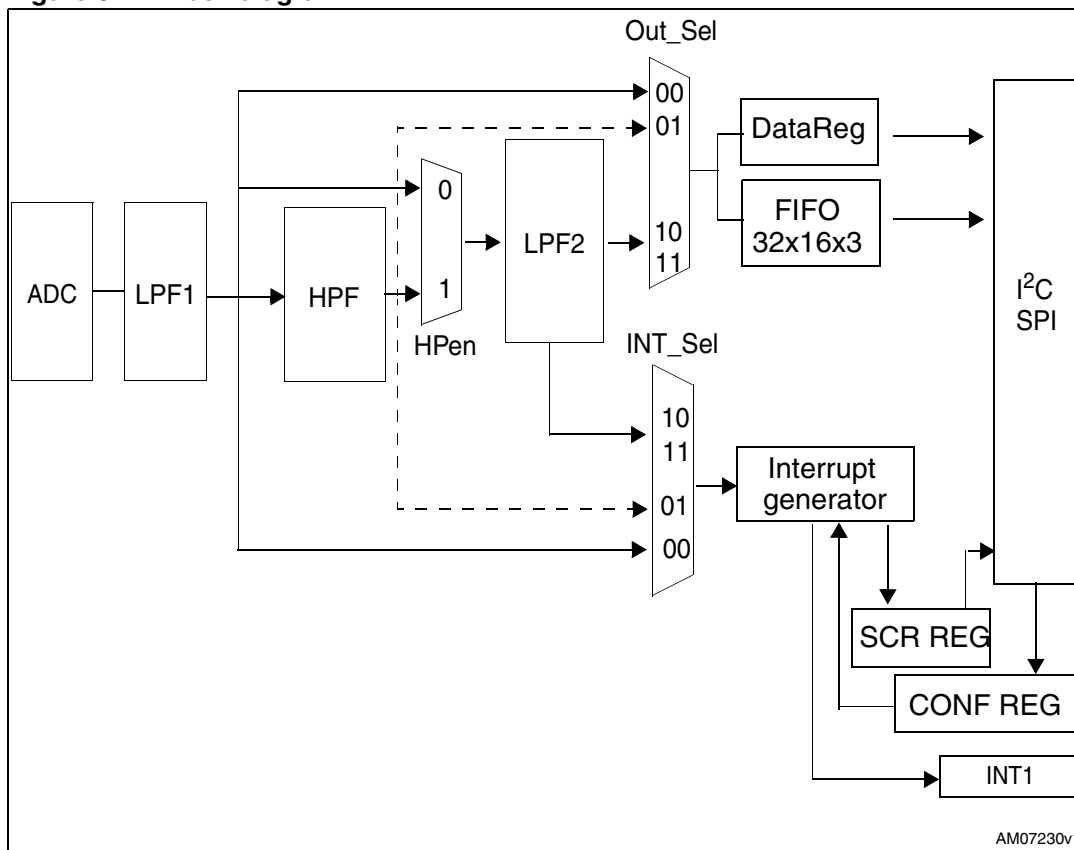 Out_Sel
00
01
10
11
DataReg
FIFO
32x16x3
I²C
SPI
ADC
LPF1
HPF
0
1
HPen
LPF2
INT_Sel
10
11
01
00
Interrupt
generator
SCR REG
CONF REG
INT1
AM07230v